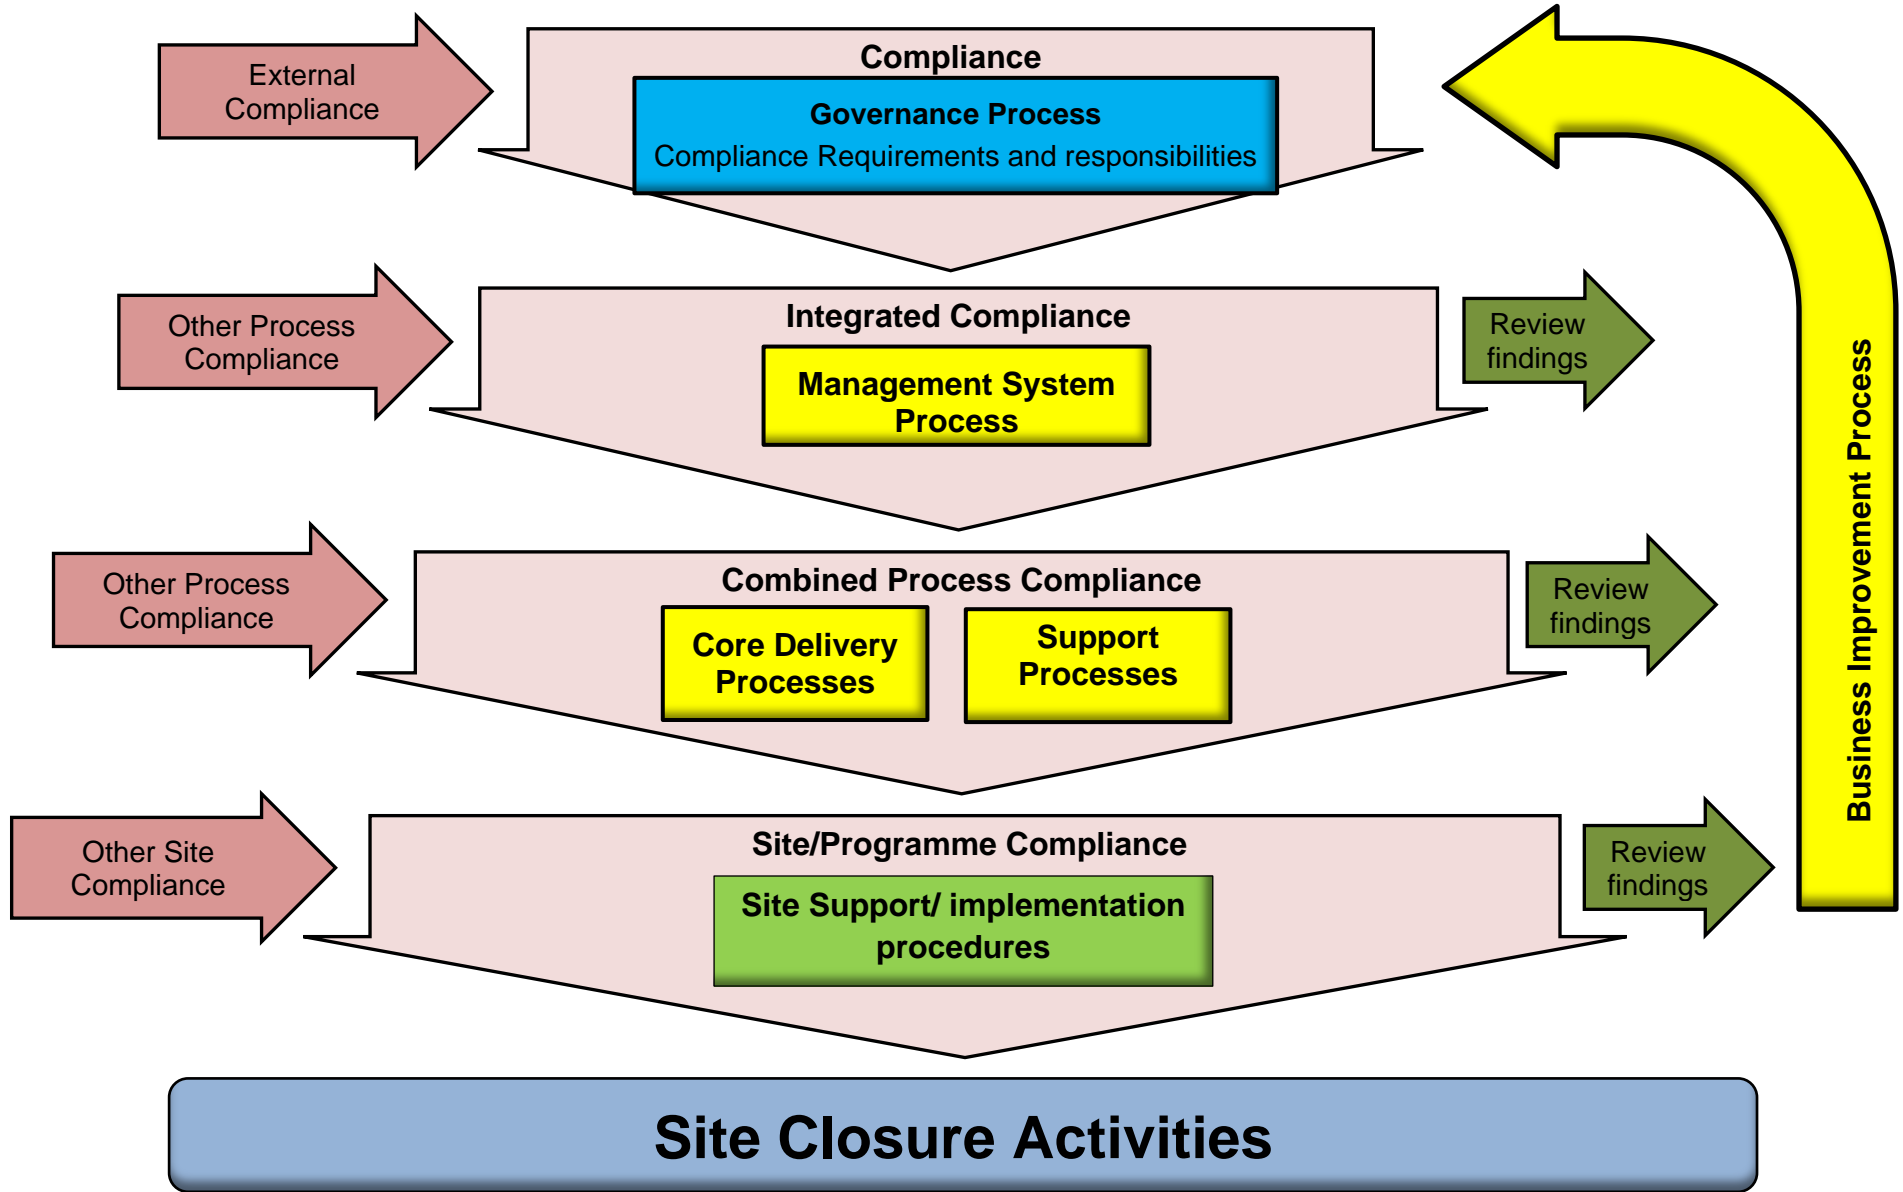 External
Compliance
Compliance
Governance Process
Compliance Requirements and responsibilities
Other Process
Compliance
Integrated Compliance
Management System
Process
Review
findings
Other Process
Compliance
Combined Process Compliance
Core Delivery
Processes
Support
Processes
Review
findings
Other Site
Compliance
Site/Programme Compliance
Site Support/ implementation
procedures
Review
findings
Business Improvement Process
Site Closure Activities